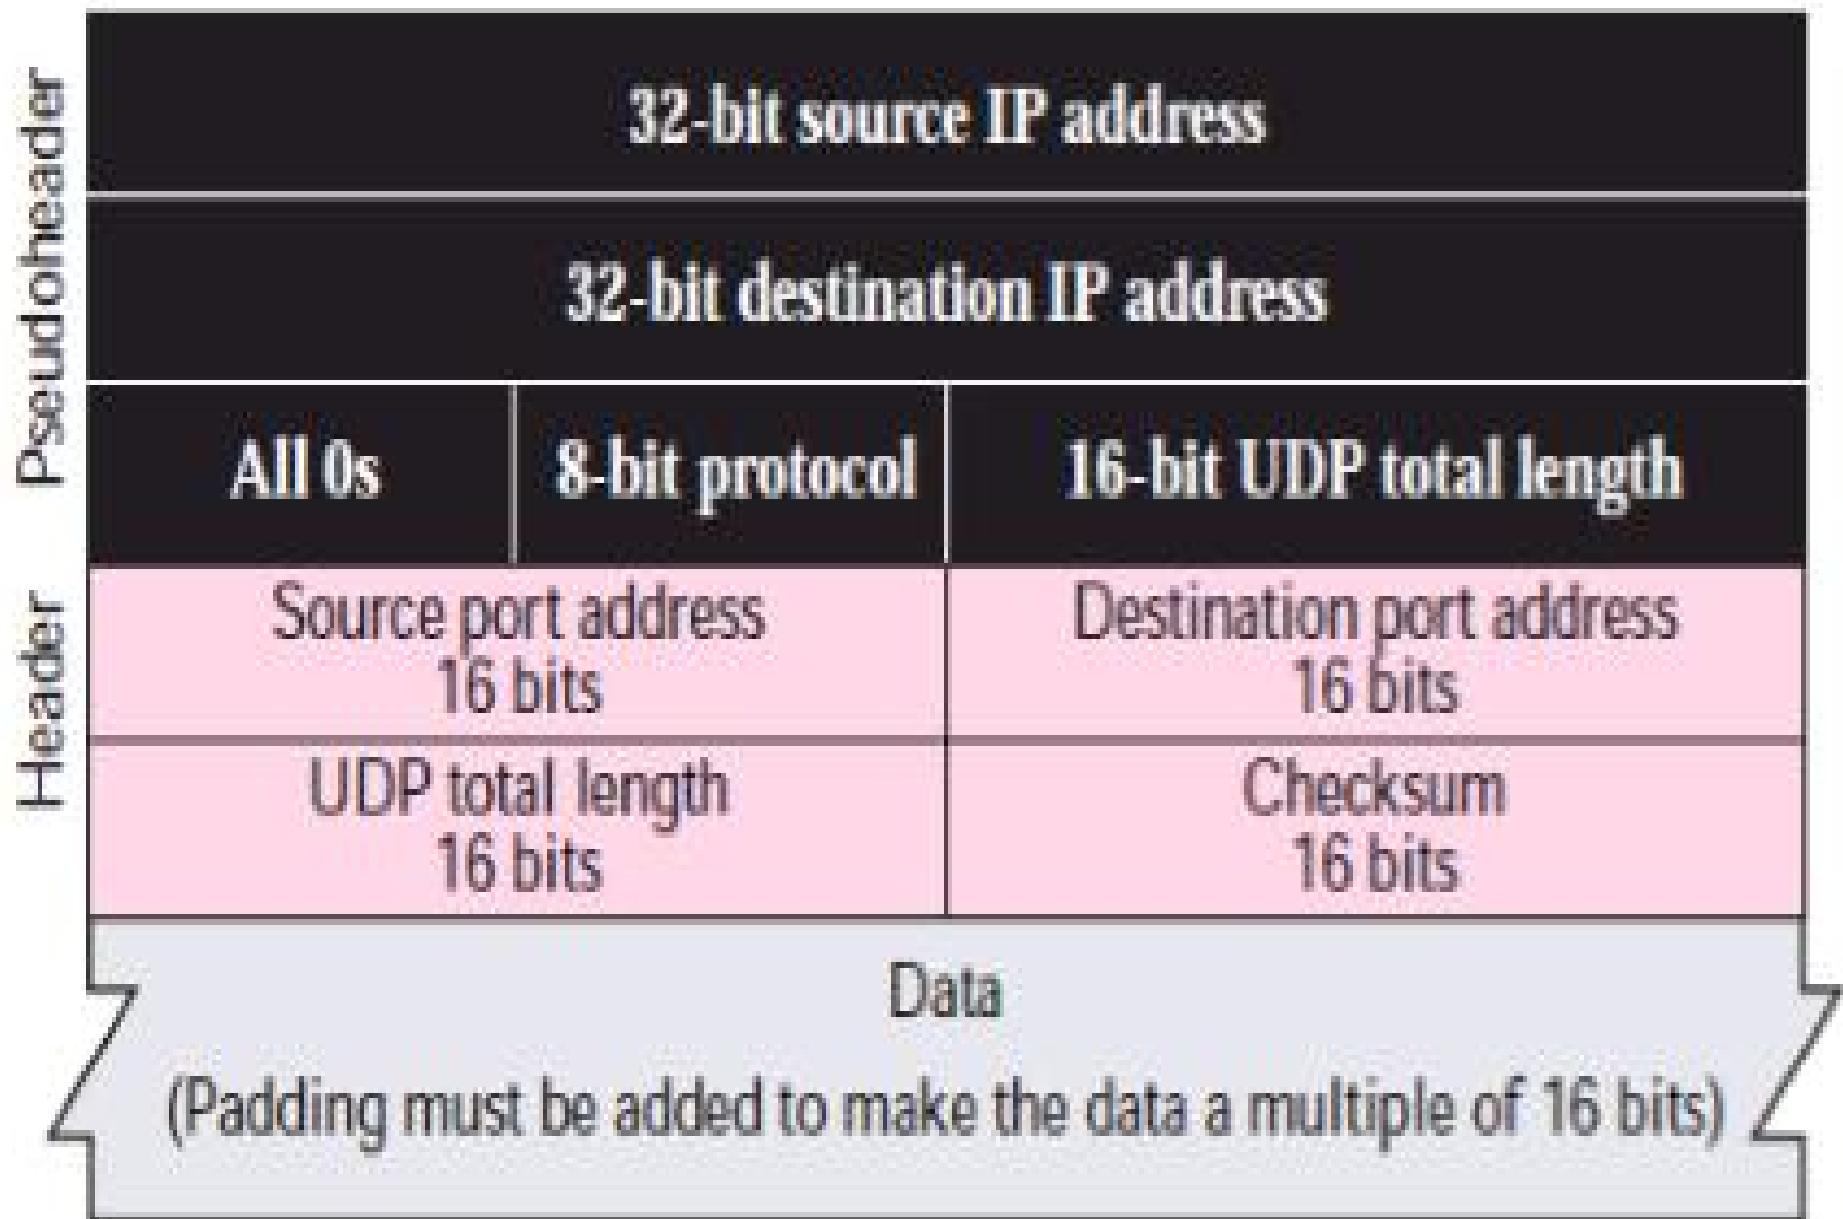 Pseudoheader
32-bit source IP address
32-bit destination IP address
All 0s
8-bit protocol
16-bit UDP total length
Header
Source port address
16 bits
Destination port address
16 bits
UDP total length
16 bits
Checksum
16 bits
Data
(Padding must be added to make the data a multiple of 16 bits)